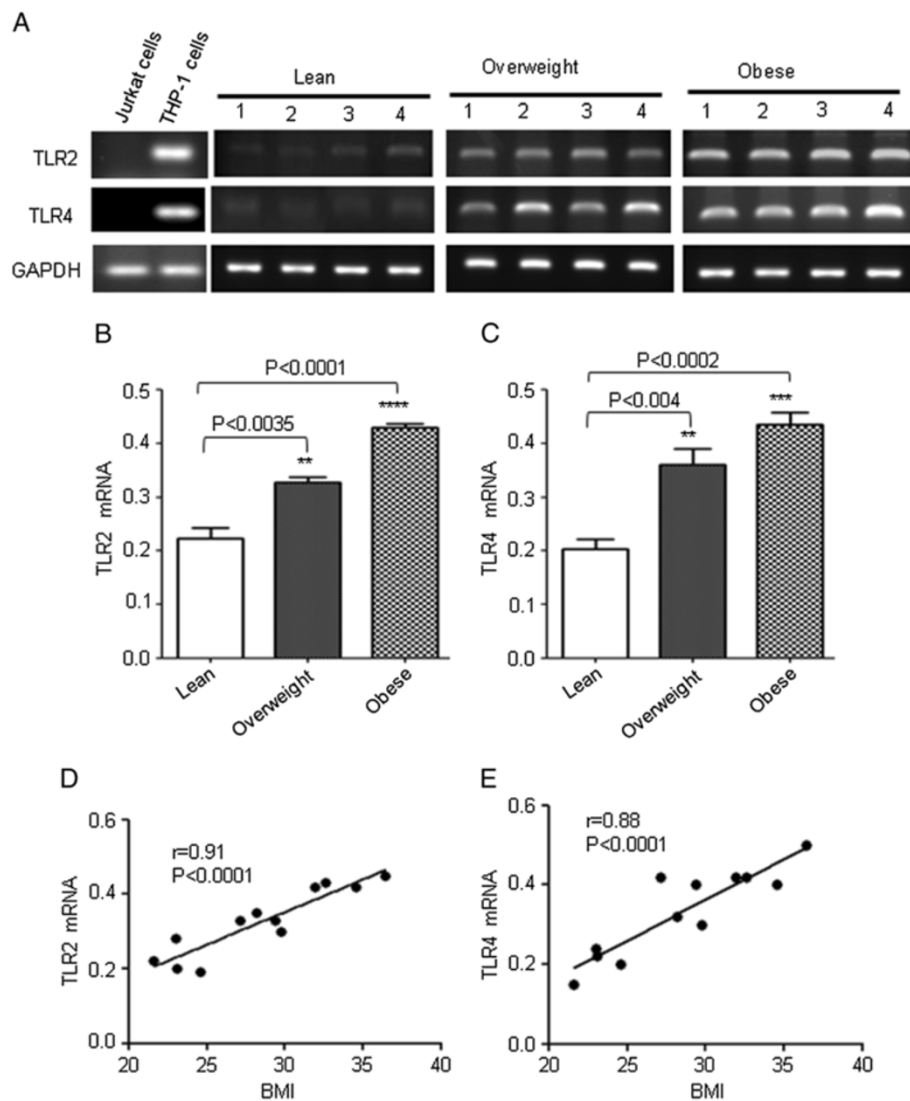 A
Jurkat cells
THP-1 cells
Lean
Overweight
Obese
1 2 3 4
1 2 3 4
1 2 3 4
TLR2
TLR4
GAPDH
B
P<0.0001
P<0.0035
****
**
TLR2 mRNA
0.5
0.4
0.3
0.2
0.1
0.0
Lean
Overweight
Obese
C
P<0.0002
P<0.004
***
**
TLR4 mRNA
0.5
0.4
0.3
0.2
0.1
0.0
Lean
Overweight
Obese
D
r=0.91
P<0.0001
TLR2 mRNA
0.6
0.4
0.2
0.0
20 25 30 35 40
BMI
E
r=0.88
P<0.0001
TLR4 mRNA
0.6
0.4
0.2
0.0
20 25 30 35 40
BMI